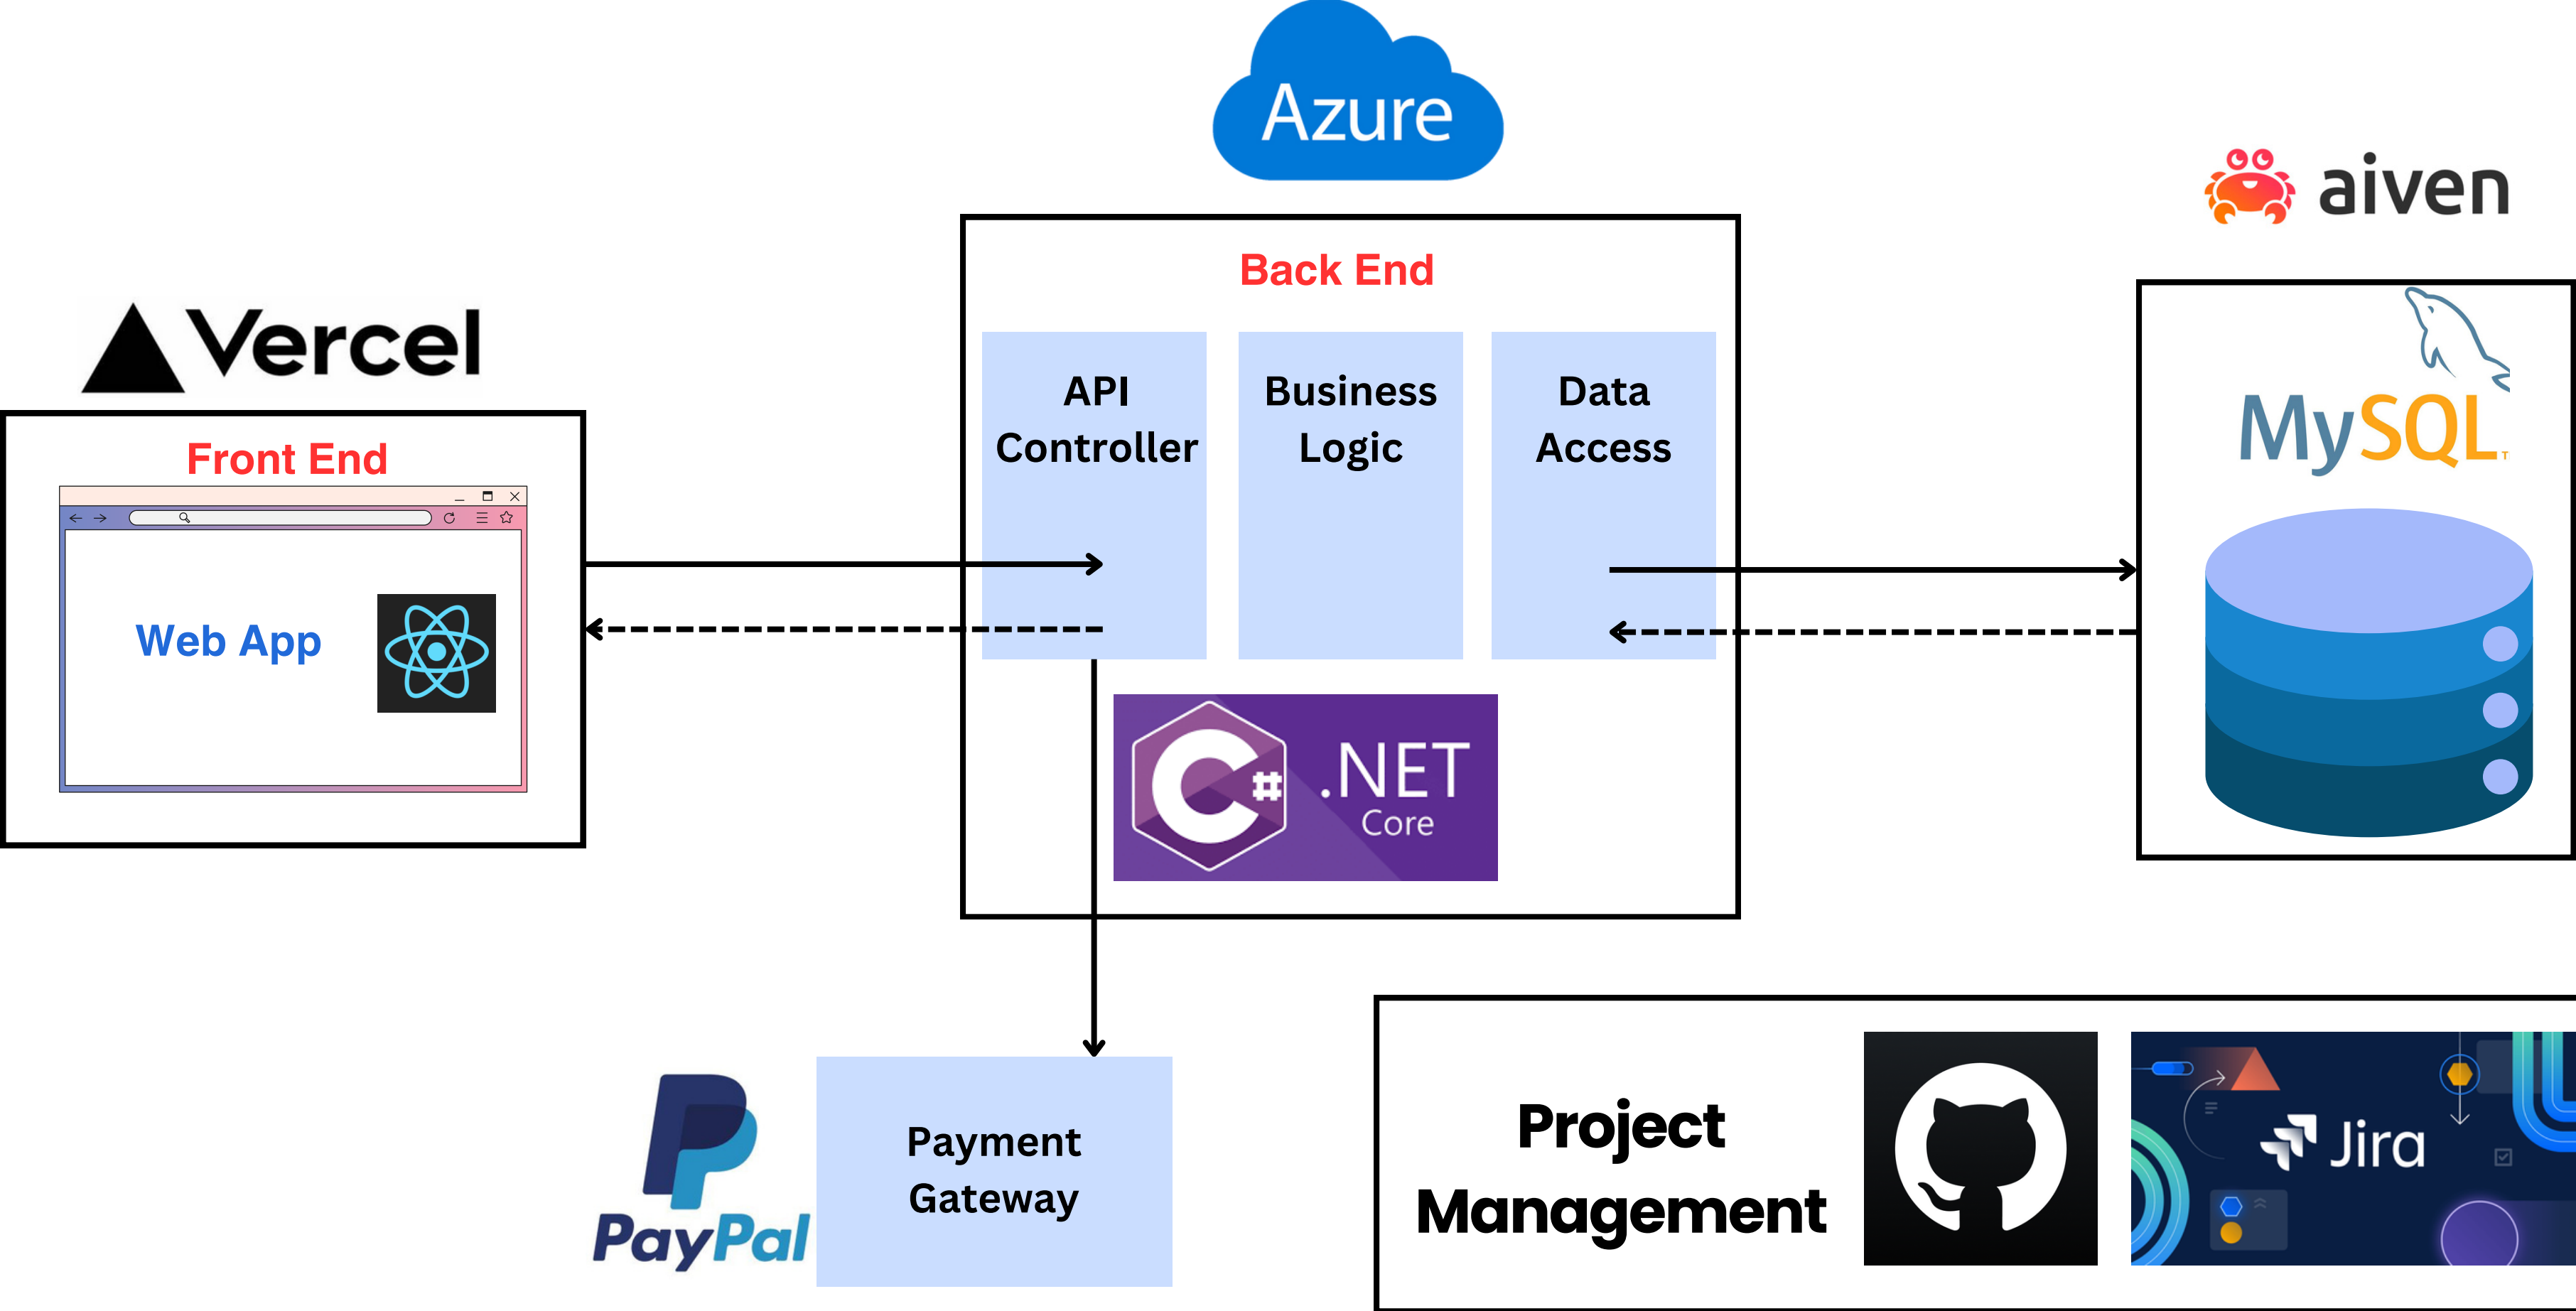 Azure
aiven
Vercel
Back End
API
Controller
Business
Logic
Data
Access
MySQL
Front End
Web App
C#
.NET
Core
PayPal
Payment
Gateway
Project
Management
Jira